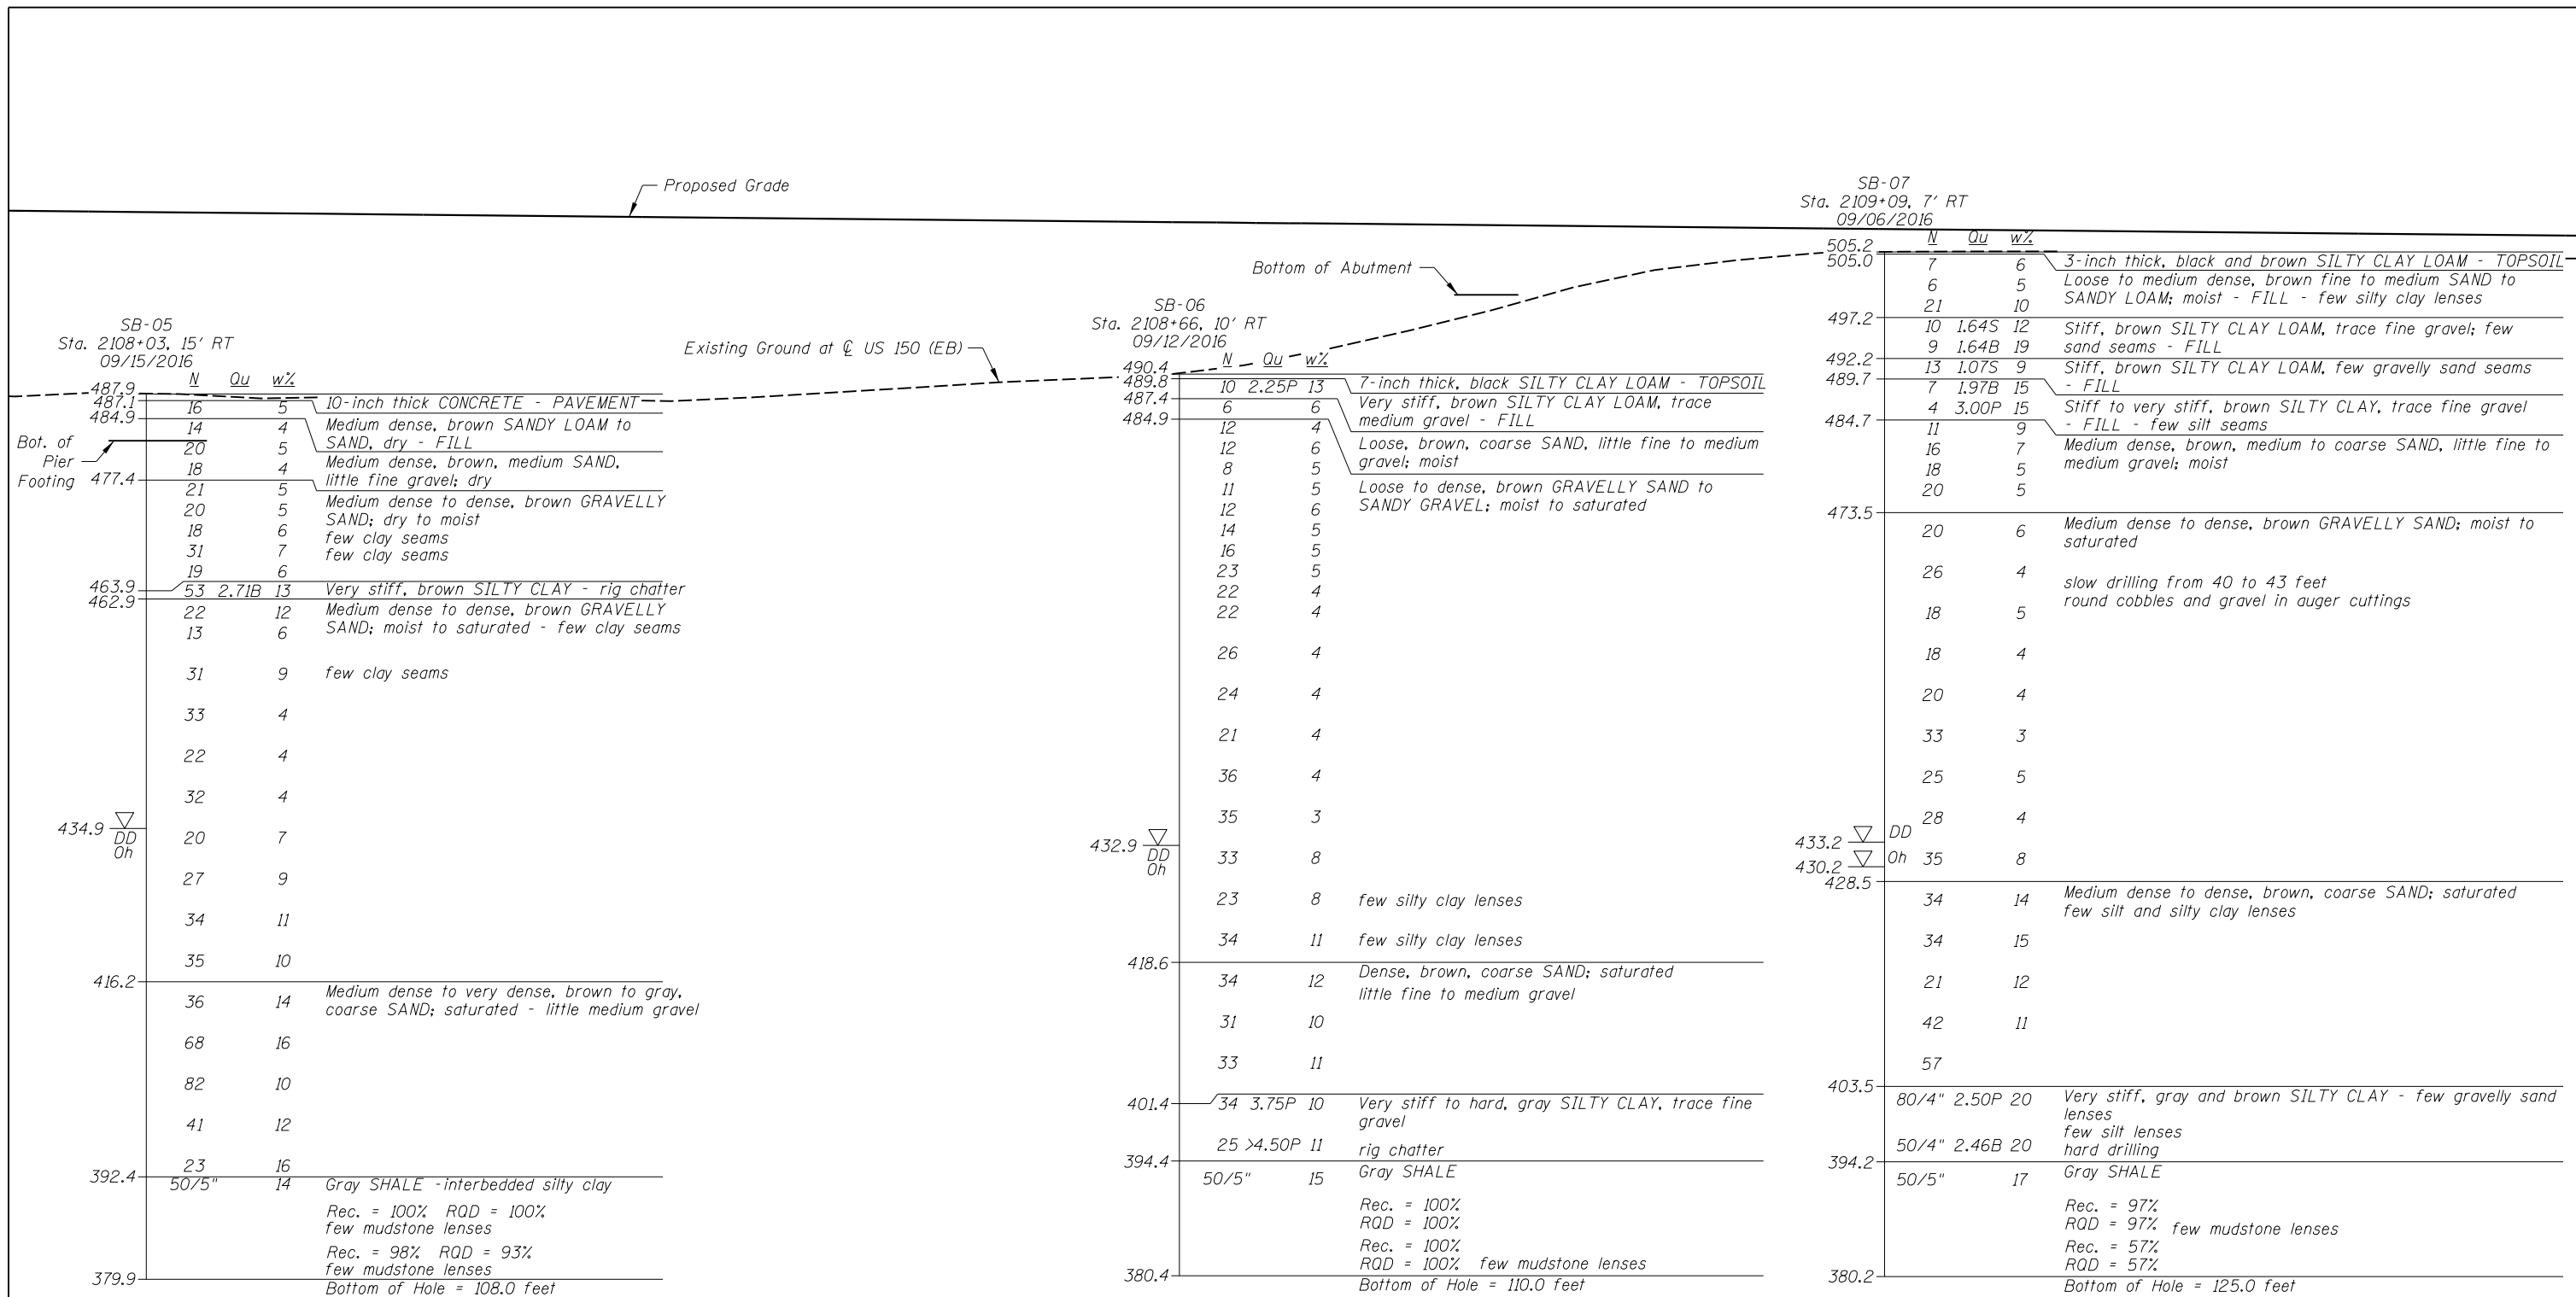 Proposed Grade
Existing Ground at ℄ US 150 (EB)
Bottom of Abutment
Bot. of
Pier
Footing
SB-05
Sta. 2108+03, 15' RT
09/15/2016
N Qu w%
487.9
487.1
16 5 10-inch thick CONCRETE - PAVEMENT
484.9
14 4 Medium dense, brown SANDY LOAM to
SAND, dry - FILL
20 5
18 4 Medium dense, brown, medium SAND,
little fine gravel; dry
477.4
21 5
Medium dense to dense, brown GRAVELLY
20 5
SAND; dry to moist
18 6
few clay seams
31 7
few clay seams
19 6
463.9
53 2.71B 13 Very stiff, brown SILTY CLAY - rig chatter
462.9
22 12 Medium dense to dense, brown GRAVELLY
13 6 SAND; moist to saturated - few clay seams
31 9 few clay seams
33 4
22 4
32 4
434.9
DD
0h
20 7
27 9
34 11
35 10
416.2
36 14 Medium dense to very dense, brown to gray,
coarse SAND; saturated - little medium gravel
68 16
82 10
41 12
23 16
392.4
50/5" 14 Gray SHALE -interbedded silty clay
Rec. = 100% RQD = 100%
few mudstone lenses
Rec. = 98% RQD = 93%
few mudstone lenses
379.9
Bottom of Hole = 108.0 feet
SB-06
Sta. 2108+66, 10' RT
09/12/2016
N Qu w%
490.4
489.8
10 2.25P 13 7-inch thick, black SILTY CLAY LOAM - TOPSOIL
487.4
6 6 Very stiff, brown SILTY CLAY LOAM, trace
medium gravel - FILL
484.9
12 4
12 6 Loose, brown, coarse SAND, little fine to medium
gravel; moist
8 5
11 5 Loose to dense, brown GRAVELLY SAND to
SANDY GRAVEL; moist to saturated
12 6
14 5
16 5
23 5
22 4
22 4
26 4
24 4
21 4
36 4
35 3
432.9
DD
0h
33 8
23 8 few silty clay lenses
34 11 few silty clay lenses
418.6
34 12 Dense, brown, coarse SAND; saturated
little fine to medium gravel
31 10
33 11
401.4
34 3.75P 10 Very stiff to hard, gray SILTY CLAY, trace fine
gravel
25 >4.50P 11 rig chatter
394.4
50/5" 15 Gray SHALE
Rec. = 100%
RQD = 100%
Rec. = 100%
RQD = 100% few mudstone lenses
380.4
Bottom of Hole = 110.0 feet
SB-07
Sta. 2109+09, 7' RT
09/06/2016
N Qu w%
505.2
505.0
7 6 3-inch thick, black and brown SILTY CLAY LOAM - TOPSOIL
6 5 Loose to medium dense, brown fine to medium SAND to
SANDY LOAM; moist - FILL - few silty clay lenses
21 10
497.2
10 1.64S 12 Stiff, brown SILTY CLAY LOAM, trace fine gravel; few
9 1.64B 19 sand seams - FILL
492.2
13 1.07S 9 Stiff, brown SILTY CLAY LOAM, few gravelly sand seams
489.7
7 1.97B 15 - FILL
4 3.00P 15 Stiff to very stiff, brown SILTY CLAY, trace fine gravel
484.7
11 9 - FILL - few silt seams
16 7 Medium dense, brown, medium to coarse SAND, little fine to
medium gravel; moist
18 5
20 5
473.5
20 6 Medium dense to dense, brown GRAVELLY SAND; moist to
saturated
26 4
slow drilling from 40 to 43 feet
round cobbles and gravel in auger cuttings
18 5
18 4
20 4
33 3
25 5
28 4
433.2
DD
430.2
0h
35 8
428.5
34 14 Medium dense to dense, brown, coarse SAND; saturated
few silt and silty clay lenses
34 15
21 12
42 11
57
403.5
80/4" 2.50P 20 Very stiff, gray and brown SILTY CLAY - few gravelly sand
lenses
few silt lenses
50/4" 2.46B 20 hard drilling
394.2
50/5" 17 Gray SHALE
Rec. = 97%
RQD = 97% few mudstone lenses
Rec. = 57%
RQD = 57%
380.2
Bottom of Hole = 125.0 feet